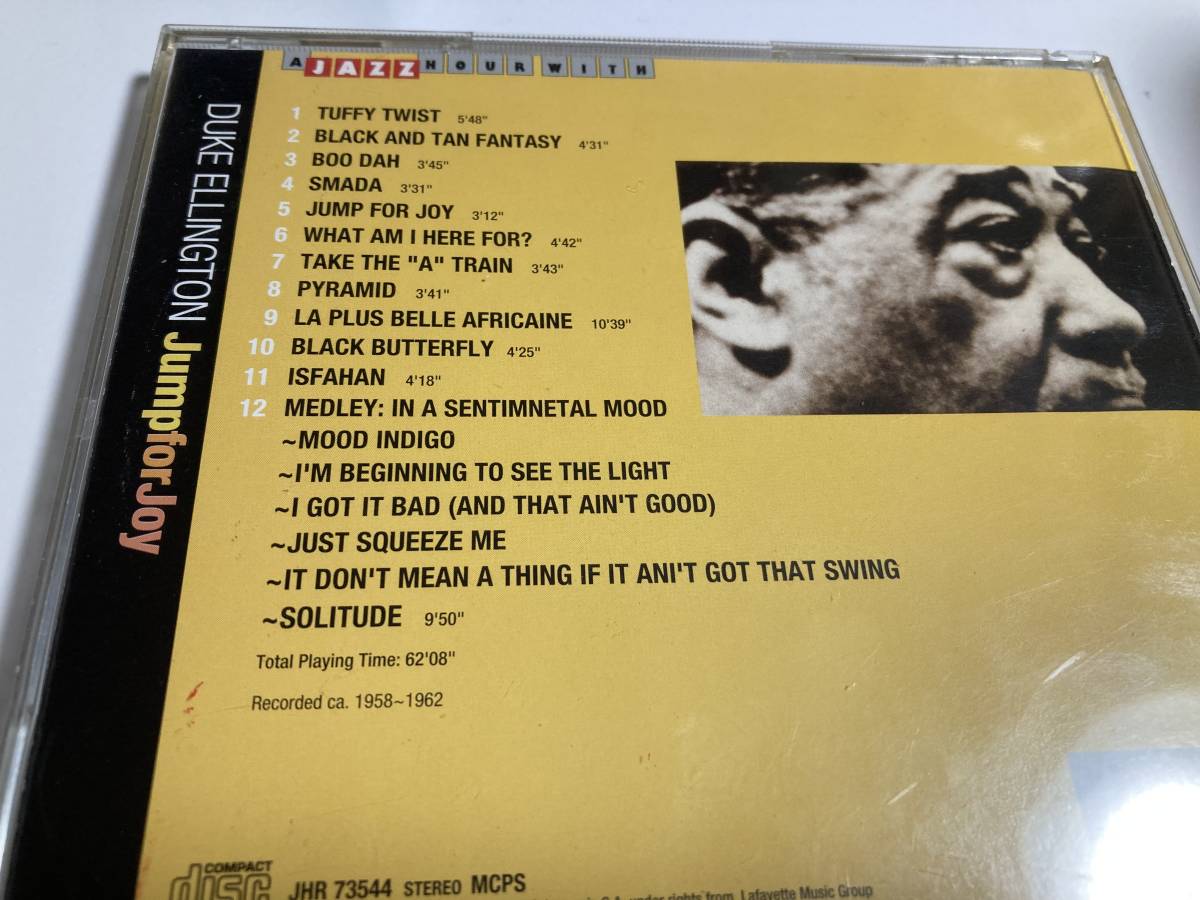 A JAZZ HOUR WITH
DUKE ELLINGTON Jump for Joy
1 TUFFY TWIST 5'48"
2 BLACK AND TAN FANTASY 4'31"
3 BOO DAH 3'45"
4 SMADA 3'31"
5 JUMP FOR JOY 3'12"
6 WHAT AM I HERE FOR? 4'42"
7 TAKE THE "A" TRAIN 3'43"
8 PYRAMID 3'41"
9 LA PLUS BELLE AFRICAINE 10'39"
10 BLACK BUTTERFLY 4'25"
11 ISFAHAN 4'18"
12 MEDLEY: IN A SENTIMNETAL MOOD
~MOOD INDIGO
~I'M BEGINNING TO SEE THE LIGHT
~I GOT IT BAD (AND THAT AIN'T GOOD)
~JUST SQUEEZE ME
~IT DON'T MEAN A THING IF IT ANI'T GOT THAT SWING
~SOLITUDE 9'50"
Total Playing Time: 62'08"
Recorded ca. 1958~1962
COMPACT
disc
JHR 73544 STEREO MCPS
under rights from Lafayette Music Group